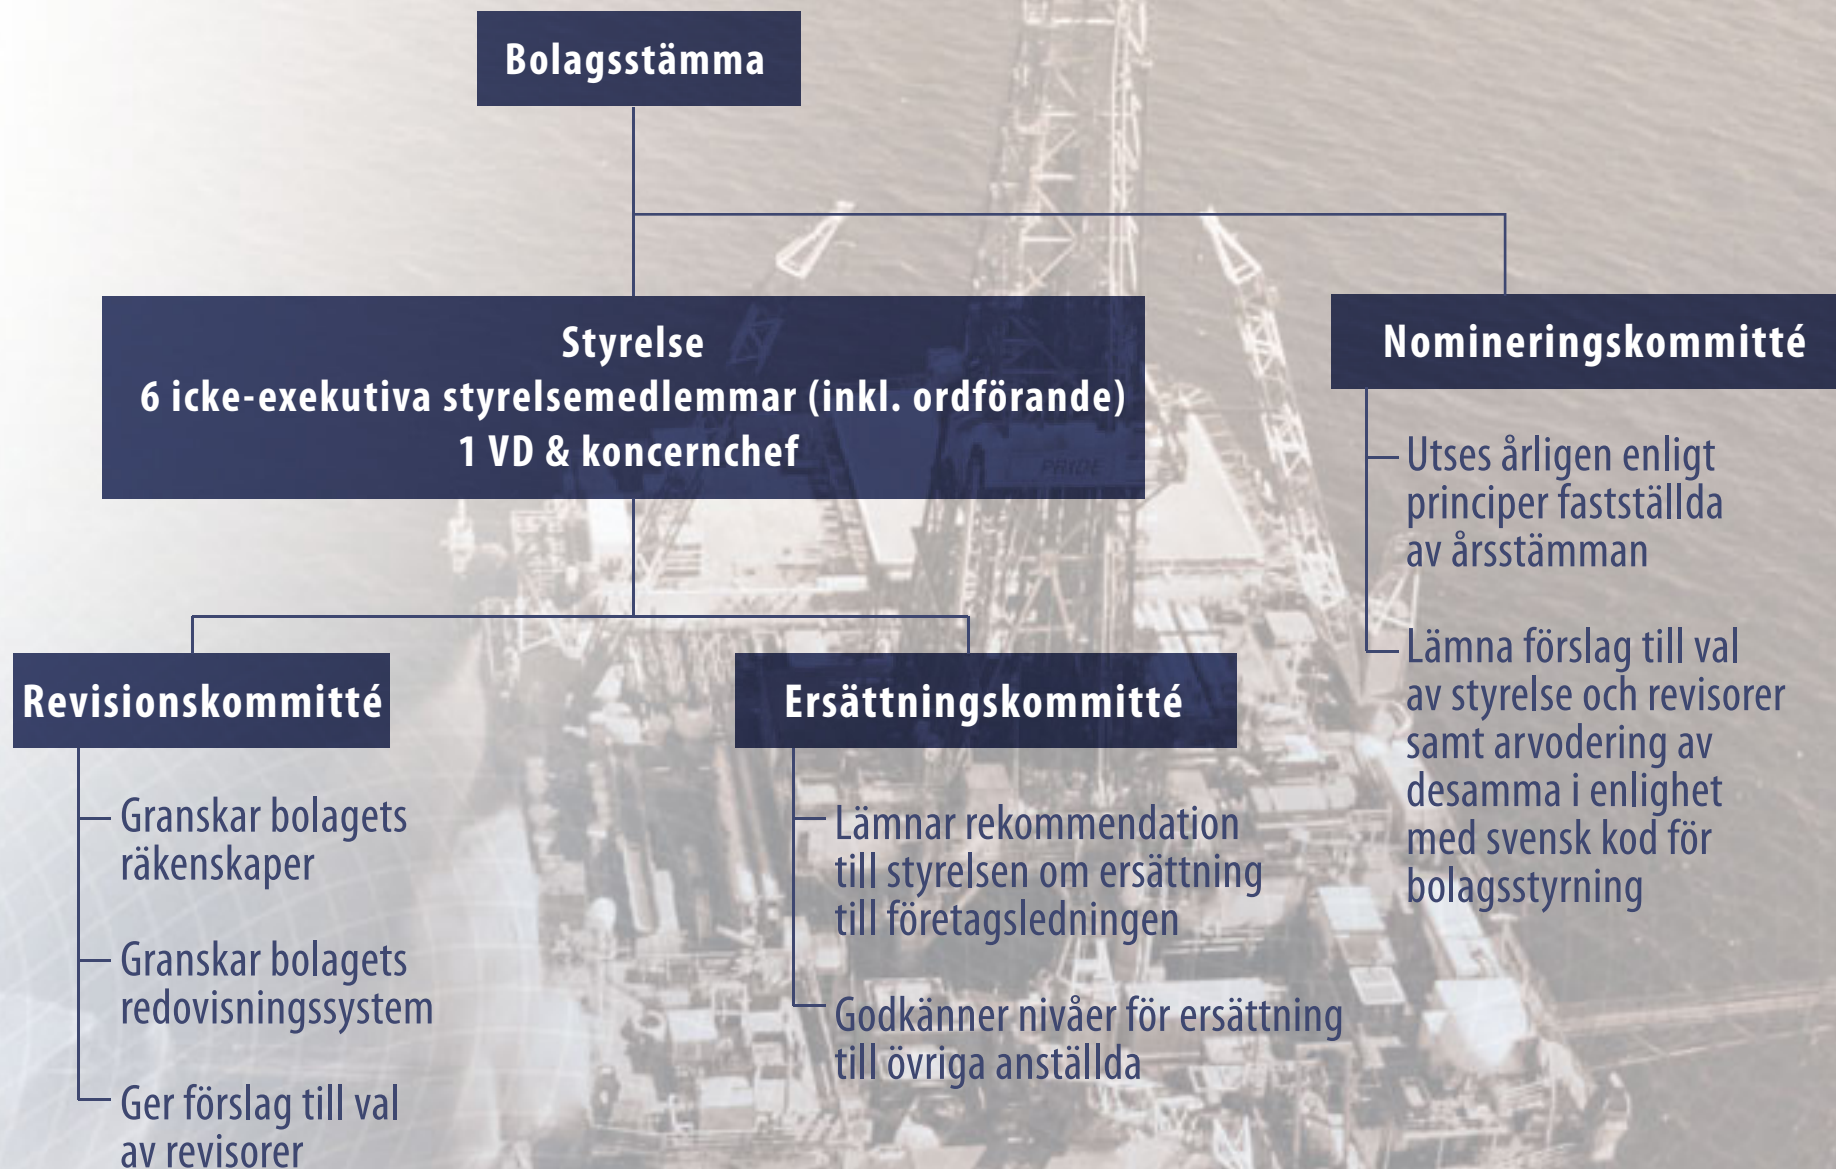 Bolagsstämma
Styrelse
6 icke-exekutiva styrelsemedlemmar (inkl. ordförande)
1 VD & koncernchef
PRIDE
Nomineringskommitté
Utses årligen enligt
principer fastställda
av årsstämman
Lämna förslag till val
av styrelse och revisorer
samt arvodering av
desamma i enlighet
med svensk kod för
bolagsstyrning
Revisionskommitté
Granskar bolagets
räkenskaper
Granskar bolagets
redovisningssystem
Ger förslag till val
av revisorer
Ersättningskommitté
Lämnar rekommendation
till styrelsen om ersättning
till företagsledningen
Godkänner nivåer för ersättning
till övriga anställda